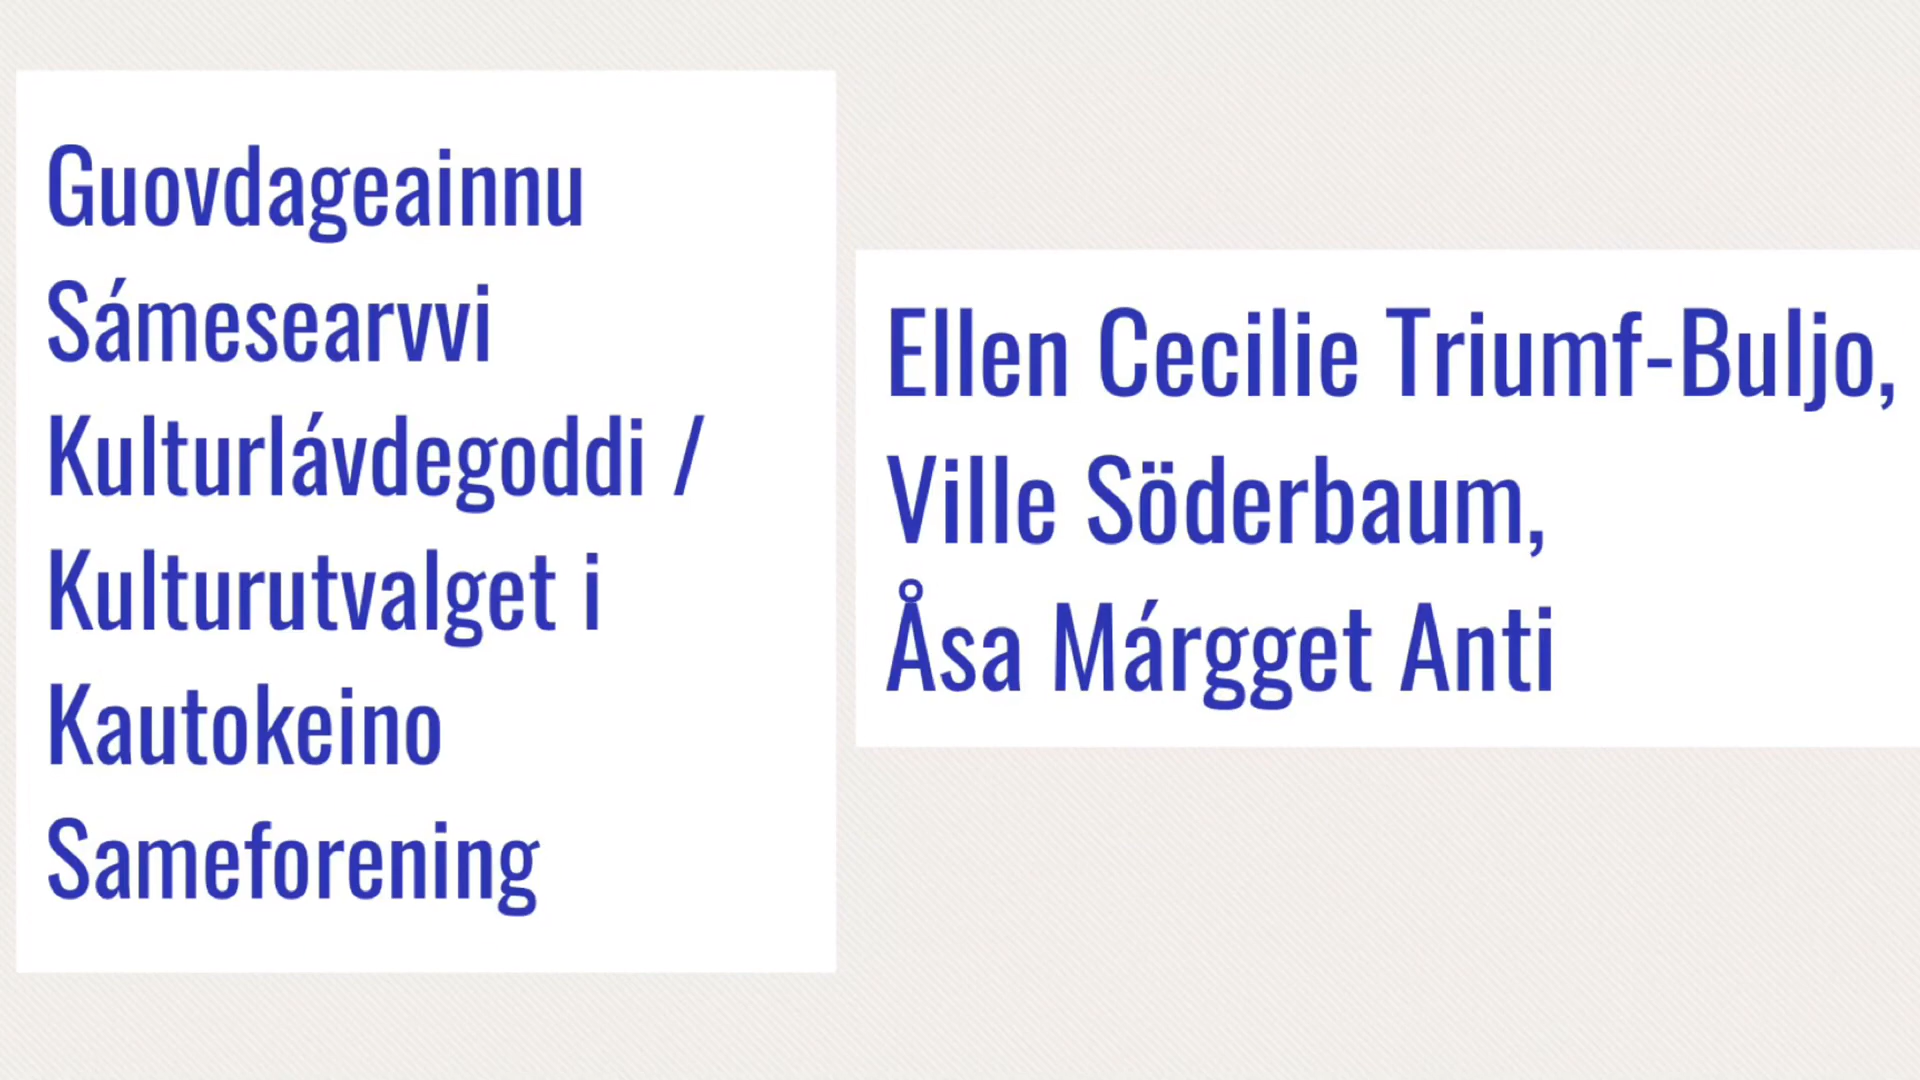 Guovdageainnu
Sámesearvvi
Kulturlávdegoddi /
Kulturutvalget i
Kautokeino
Sameforening
Ellen Cecilie Triumf-Buljo,
Ville Söderbaum,
Åsa Márgget Anti